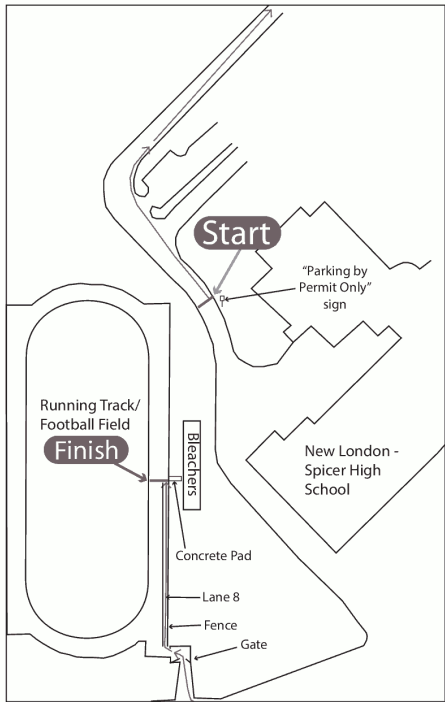 Start
“Parking by
Permit Only”
sign
Running Track/
Football Field
Finish
Bleachers
New London -
Spicer High
School
Concrete Pad
Lane 8
Fence
Gate